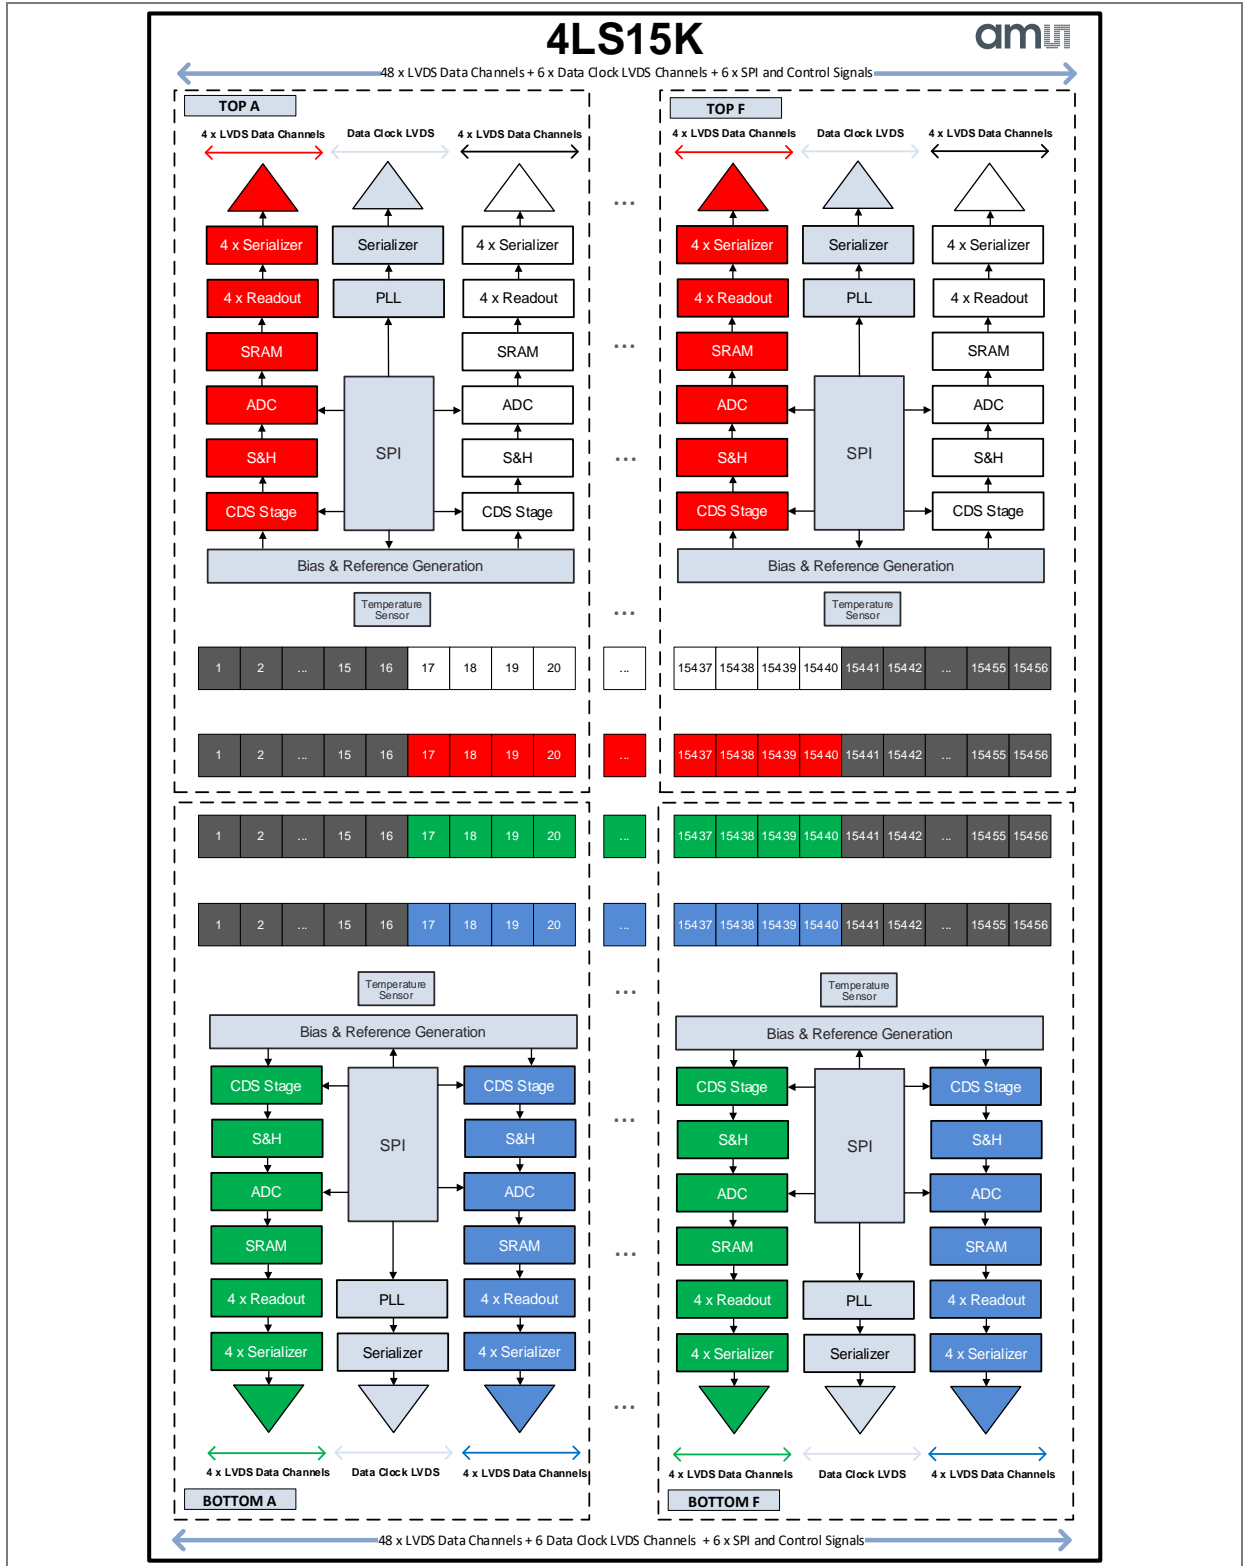 4LS15K
amu
48 x LVDS Data Channels + 6 x Data Clock LVDS Channels + 6 x SPI and Control Signals
TOP A
TOP F
4 x LVDS Data Channels Data Clock LVDS 4 x LVDS Data Channels
4 x LVDS Data Channels Data Clock LVDS 4 x LVDS Data Channels
...
4 x Serializer Serializer 4 x Serializer
4 x Serializer Serializer 4 x Serializer
4 x Readout PLL 4 x Readout
4 x Readout PLL 4 x Readout
SRAM SRAM
...
SRAM SRAM
ADC ADC
ADC ADC
S&H SPI S&H
...
S&H SPI S&H
CDS Stage CDS Stage
CDS Stage CDS Stage
Bias & Reference Generation
Bias & Reference Generation
Temperature
Sensor
...
Temperature
Sensor
1 2 ... 15 16 17 18 19 20 ... 15437 15438 15439 15440 15441 15442 ... 15455 15456
1 2 ... 15 16 17 18 19 20 ... 15437 15438 15439 15440 15441 15442 ... 15455 15456
1 2 ... 15 16 17 18 19 20 ... 15437 15438 15439 15440 15441 15442 ... 15455 15456
1 2 ... 15 16 17 18 19 20 ... 15437 15438 15439 15440 15441 15442 ... 15455 15456
Temperature
Sensor
...
Temperature
Sensor
Bias & Reference Generation
Bias & Reference Generation
CDS Stage CDS Stage
CDS Stage CDS Stage
...
S&H SPI S&H
S&H SPI S&H
ADC ADC
ADC ADC
SRAM SRAM
...
SRAM SRAM
4 x Readout PLL 4 x Readout
4 x Readout PLL 4 x Readout
4 x Serializer Serializer 4 x Serializer
4 x Serializer Serializer 4 x Serializer
...
4 x LVDS Data Channels Data Clock LVDS 4 x LVDS Data Channels
4 x LVDS Data Channels Data Clock LVDS 4 x LVDS Data Channels
BOTTOM A
BOTTOM F
48 x LVDS Data Channels + 6 Data Clock LVDS Channels + 6 x SPI and Control Signals